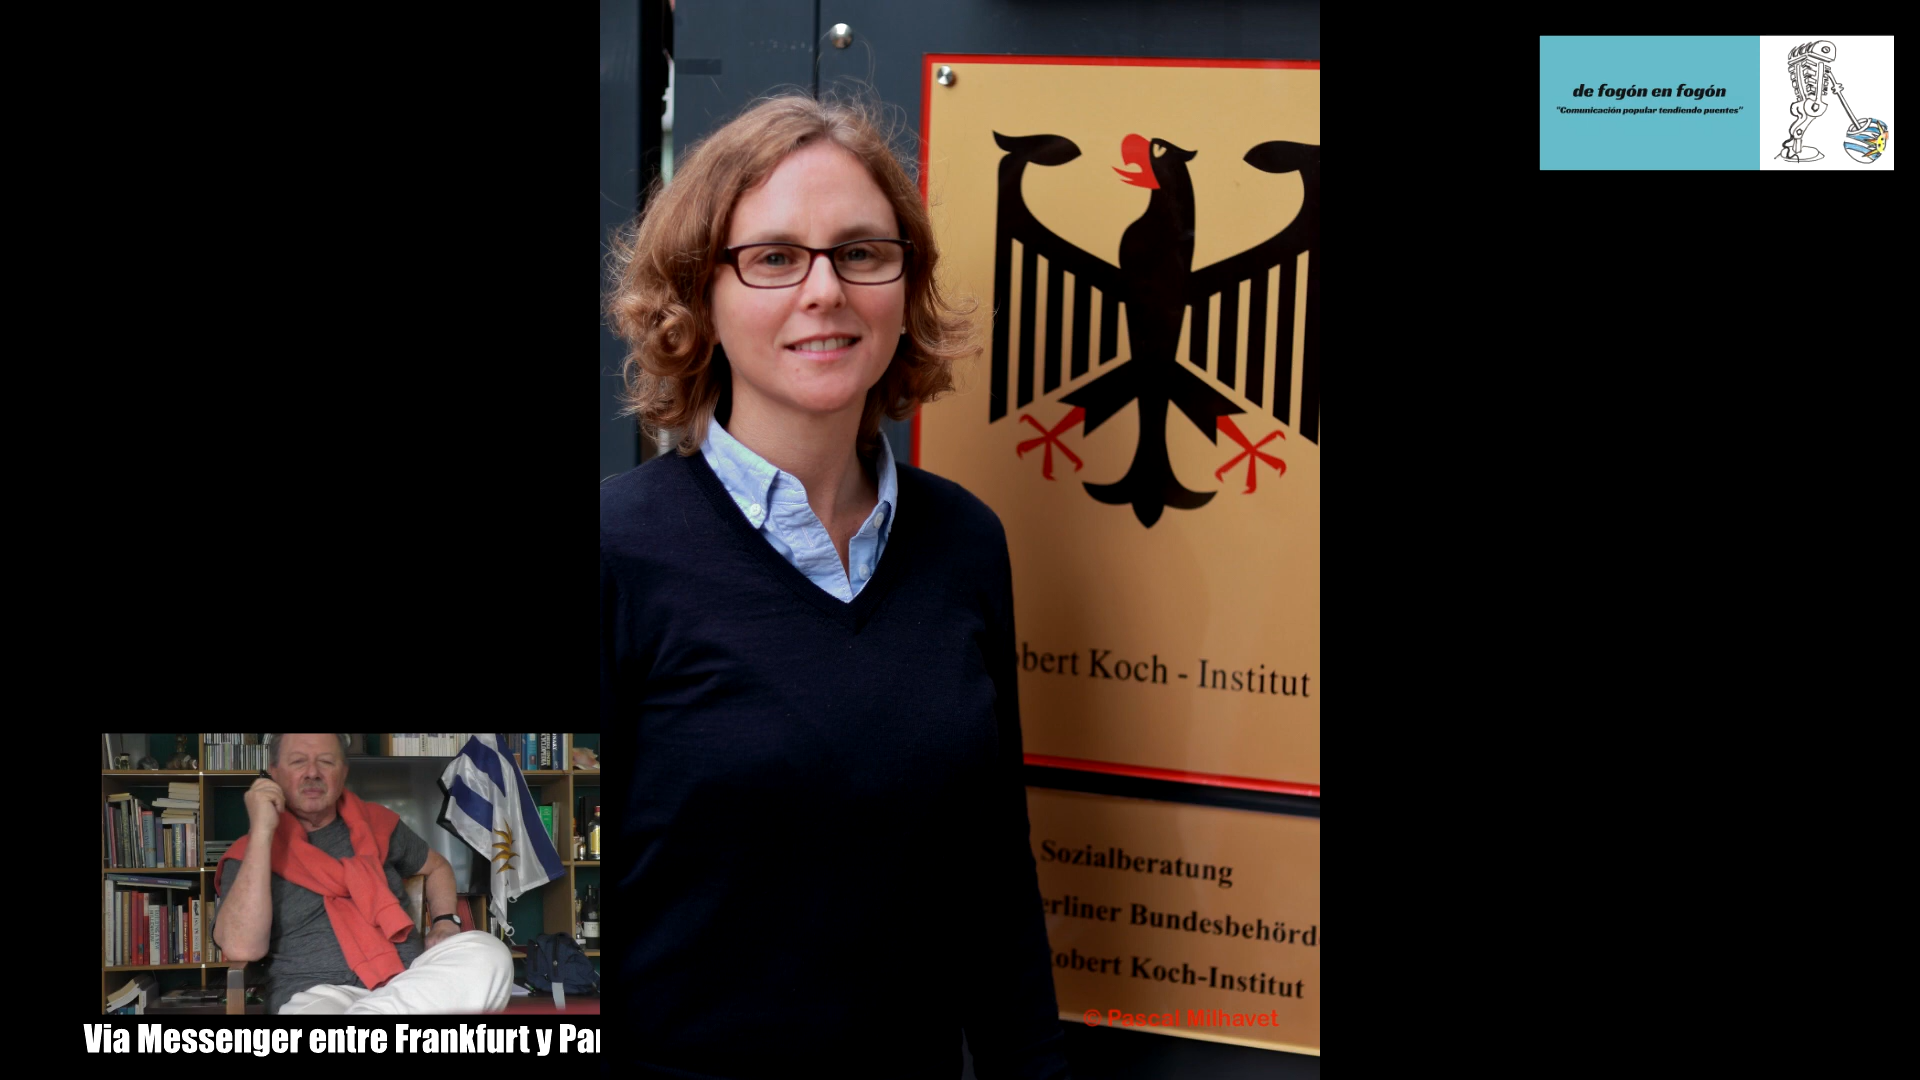 de fogón en fogón
"Comunicación popular tendiendo puentes"
obert Koch - Institut
Sozialberatung
erliner Bundesbehörd
obert Koch-Institut
© Pascal Milhavet
Via Messenger entre Frankfurt y Par